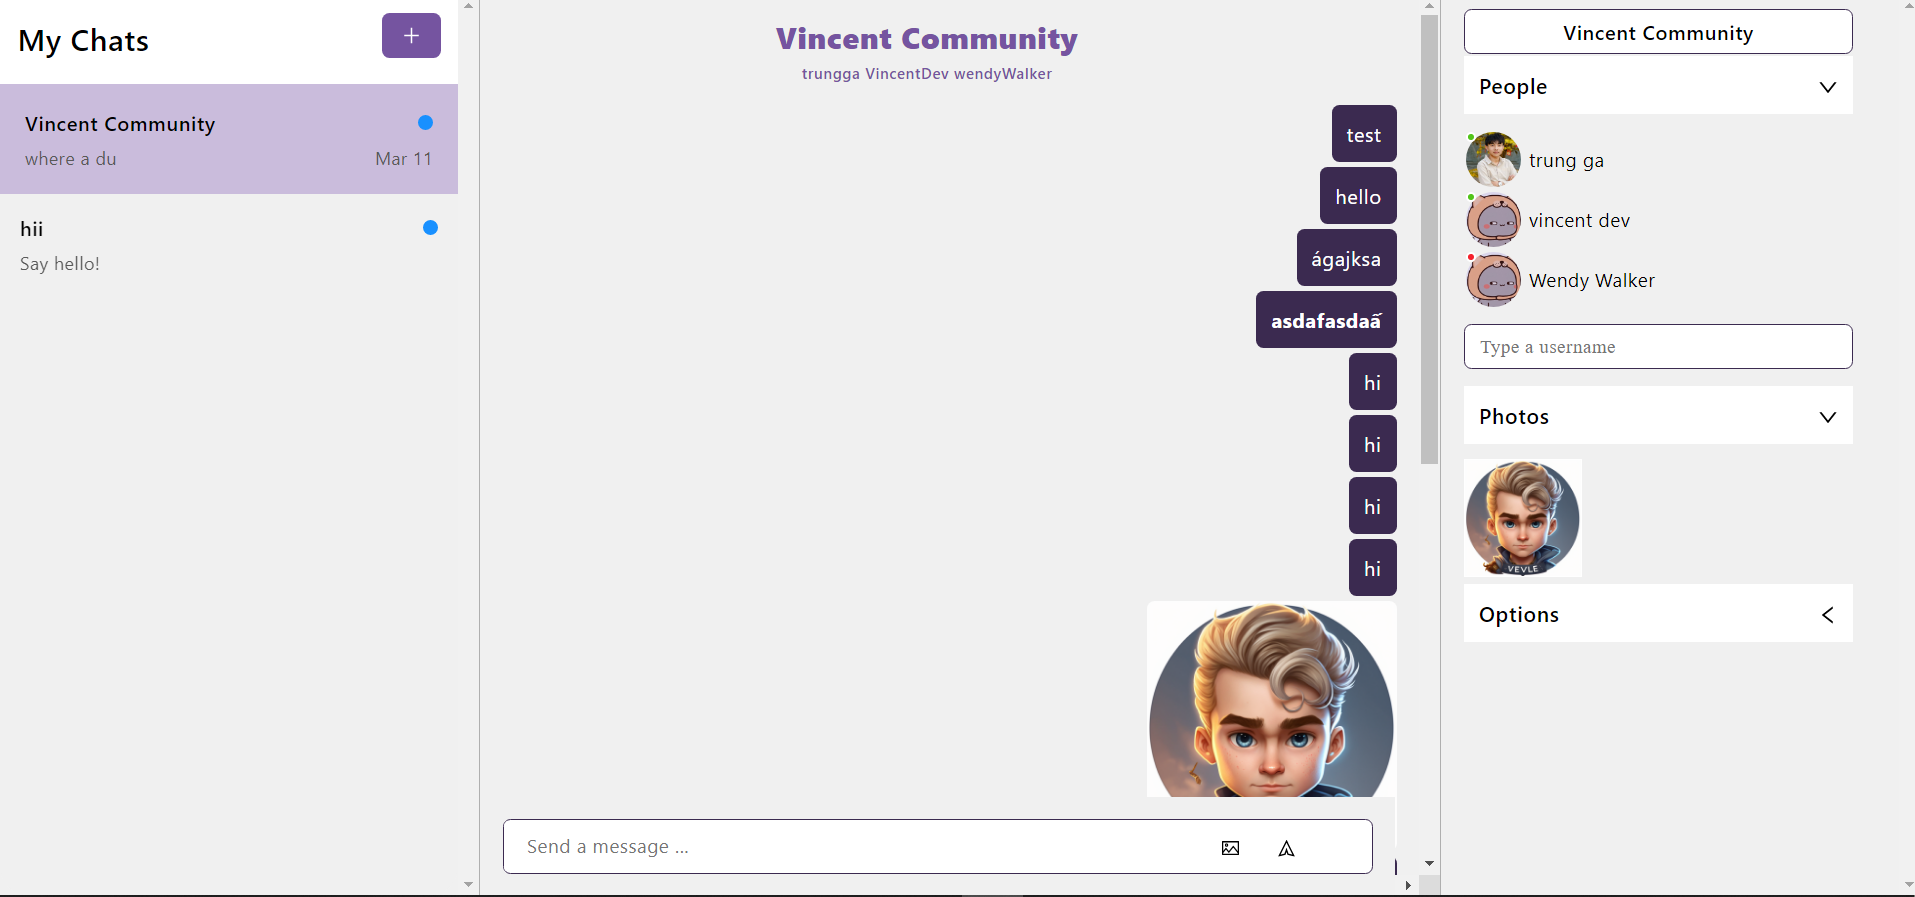 My Chats
+
Vincent Community
where a du
Mar 11
hii
Say hello!
Vincent Community
trungga VincentDev wendyWalker
test
hello
ágajksa
asdafasdaấ
hi
hi
hi
hi
Send a message ...
Vincent Community
People
trung ga
vincent dev
Wendy Walker
Type a username
Photos
VEVLE
Options